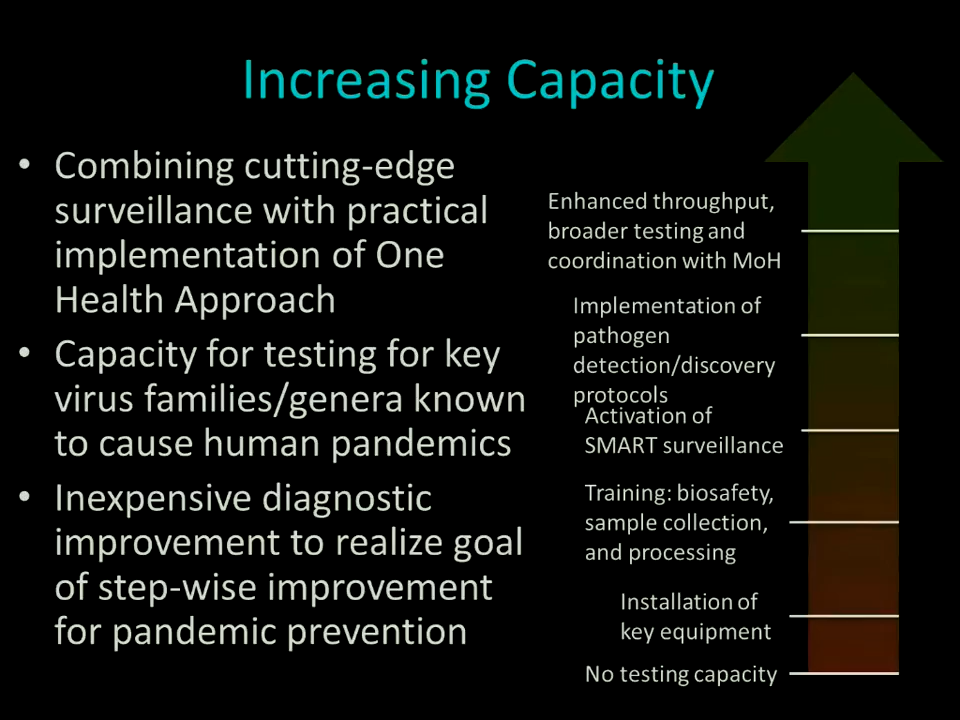 Increasing Capacity
• Combining cutting-edge
surveillance with practical
implementation of One
Health Approach
• Capacity for testing for key
virus families/genera known
to cause human pandemics
• Inexpensive diagnostic
improvement to realize goal
of step-wise improvement
for pandemic prevention
Enhanced throughput,
broader testing and
coordination with MoH
Implementation of
pathogen
detection/discovery
protocols
Activation of
SMART surveillance
Training: biosafety,
sample collection,
and processing
Installation of
key equipment
No testing capacity